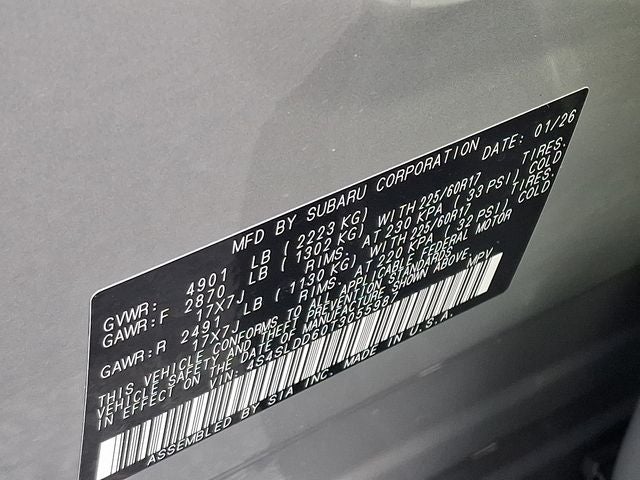 MFD BY SUBARU CORPORATION DATE: 01/26
GVWR: 4901 LB ( 2223 KG)
GAWR:F 2870 LB ( 1302 KG) WITH 225/60R17 TIRES.
17X7J RIMS. AT 230 KPA ( 33 PSI) COLD
GAWR:R 2491 LB ( 1130 KG) WITH 225/60R17 TIRES.
17X7J RIMS. AT 220 KPA ( 32 PSI) COLD
THIS VEHICLE CONFORMS TO ALL APPLICABLE FEDERAL MOTOR
VEHICLE SAFETY AND THEFT PREVENTION STANDARDS
IN EFFECT ON THE DATE OF MANUFACTURE SHOWN ABOVE.
VIN: 4S4SLDD60T3055987 MPV
ASSEMBLED BY SIA INC. MADE IN U.S.A.